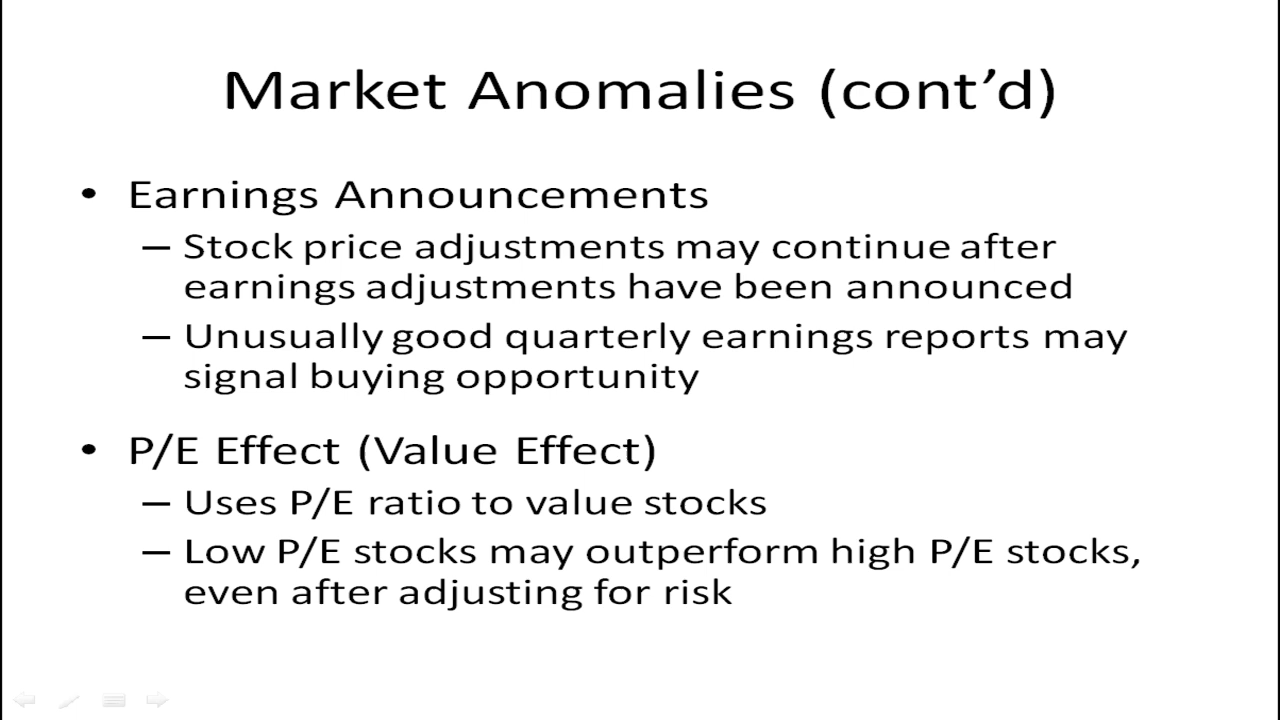 Market Anomalies (cont’d)
• Earnings Announcements
– Stock price adjustments may continue after
earnings adjustments have been announced
– Unusually good quarterly earnings reports may
signal buying opportunity
• P/E Effect (Value Effect)
– Uses P/E ratio to value stocks
– Low P/E stocks may outperform high P/E stocks,
even after adjusting for risk